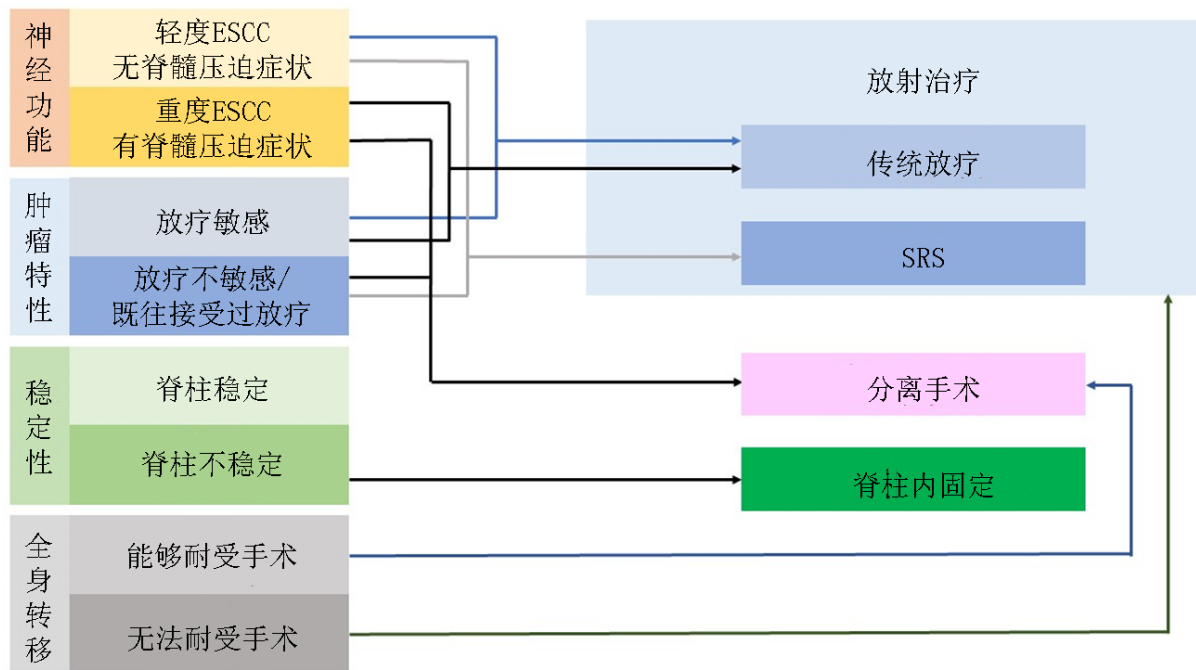 神经功能
轻度ESCC
无脊髓压迫症状
重度ESCC
有脊髓压迫症状
肿瘤特性
放疗敏感
放疗不敏感/
既往接受过放疗
稳定性
脊柱稳定
脊柱不稳定
全身转移
能够耐受手术
无法耐受手术
放射治疗
传统放疗
SRS
分离手术
脊柱内固定